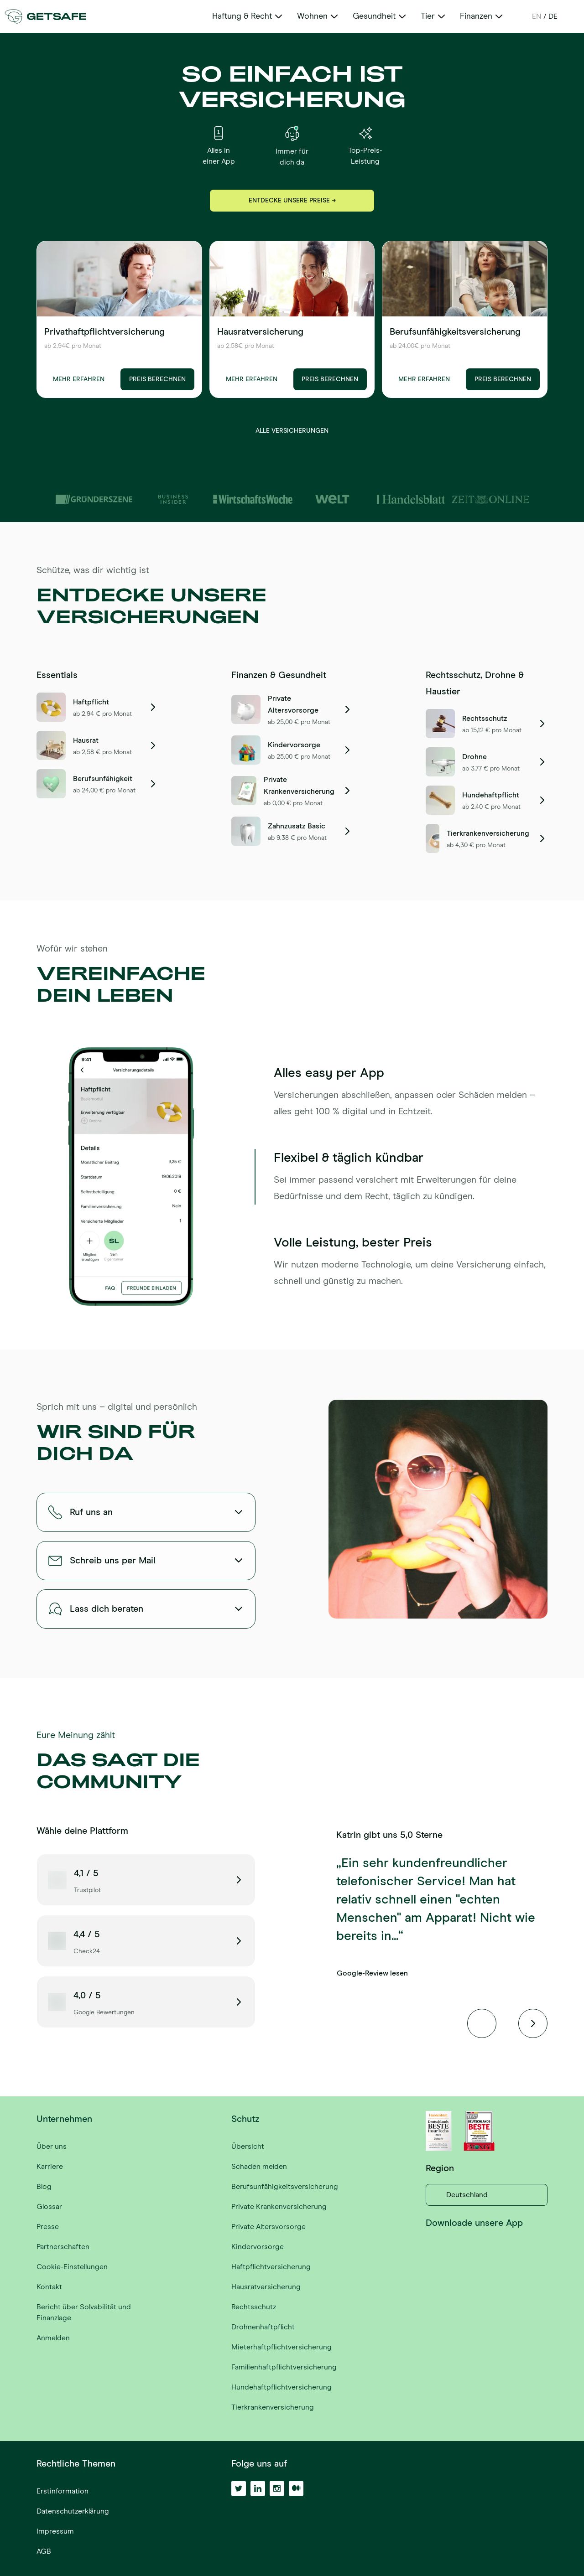 GETSAFE
Haftung & Recht Wohnen Gesundheit Tier Finanzen EN / DE
SO EINFACH IST
VERSICHERUNG
Alles in
einer App
Immer für
dich da
Top-Preis-
Leistung
ENTDECKE UNSERE PREISE →
Privathaftpflichtversicherung
ab 2,94€ pro Monat
MEHR ERFAHREN PREIS BERECHNEN
Hausratversicherung
ab 2,58€ pro Monat
MEHR ERFAHREN PREIS BERECHNEN
Berufsunfähigkeitsversicherung
ab 24,00€ pro Monat
MEHR ERFAHREN PREIS BERECHNEN
ALLE VERSICHERUNGEN
GRÜNDERSZENE
BUSINESS
INSIDER
WirtschaftsWoche
WELT
Handelsblatt
ZEIT ONLINE
Schütze, was dir wichtig ist
ENTDECKE UNSERE
VERSICHERUNGEN
Essentials
Haftpflicht
ab 2,94 € pro Monat
Hausrat
ab 2,58 € pro Monat
Berufsunfähigkeit
ab 24,00 € pro Monat
Finanzen & Gesundheit
Private
Altersvorsorge
ab 25,00 € pro Monat
Kindervorsorge
ab 25,00 € pro Monat
Private
Krankenversicherung
ab 0,00 € pro Monat
Zahnzusatz Basic
ab 9,38 € pro Monat
Rechtsschutz, Drohne &
Haustier
Rechtsschutz
ab 15,12 € pro Monat
Drohne
ab 3,77 € pro Monat
Hundehaftpflicht
ab 2,40 € pro Monat
Tierkrankenversicherung
ab 4,30 € pro Monat
Wofür wir stehen
VEREINFACHE
DEIN LEBEN
9:41
Versicherungsdetails
Haftpflicht
Basisschutz
Erweiterung verfügbar
Drohne
Details
Monatlicher Beitrag 3,25 €
Startdatum 19.06.2019
Selbstbeteiligung 0 €
Familienversicherung Nein
Versicherte Mitglieder 1
SL
Mitglied
hinzufügen
Sam
FAQ FREUNDE EINLADEN
Alles easy per App
Versicherungen abschließen, anpassen oder Schäden melden –
alles geht 100 % digital und in Echtzeit.
Flexibel & täglich kündbar
Sei immer passend versichert mit Erweiterungen für deine
Bedürfnisse und dem Recht, täglich zu kündigen.
Volle Leistung, bester Preis
Wir nutzen moderne Technologie, um deine Versicherung einfach,
schnell und günstig zu machen.
Sprich mit uns – digital und persönlich
WIR SIND FÜR
DICH DA
Ruf uns an
Schreib uns per Mail
Lass dich beraten
Eure Meinung zählt
DAS SAGT DIE
COMMUNITY
Wähle deine Plattform
4,1 / 5
Trustpilot
4,4 / 5
Check24
4,0 / 5
Google Bewertungen
Katrin gibt uns 5,0 Sterne
„Ein sehr kundenfreundlicher
telefonischer Service! Man hat
relativ schnell einen "echten
Menschen" am Apparat! Nicht wie
bereits in...“
Google-Review lesen
Unternehmen
Über uns
Karriere
Blog
Glossar
Presse
Partnerschaften
Cookie-Einstellungen
Kontakt
Bericht über Solvabilität und
Finanzlage
Anmelden
Schutz
Übersicht
Schaden melden
Berufsunfähigkeitsversicherung
Private Krankenversicherung
Private Altersvorsorge
Kindervorsorge
Haftpflichtversicherung
Hausratversicherung
Rechtsschutz
Drohnenhaftpflicht
Mieterhaftpflichtversicherung
Familienhaftpflichtversicherung
Hundehaftpflichtversicherung
Tierkrankenversicherung
BESTE
BESTE
Region
Deutschland
Downloade unsere App
Rechtliche Themen
Erstinformation
Datenschutzerklärung
Impressum
AGB
Folge uns auf